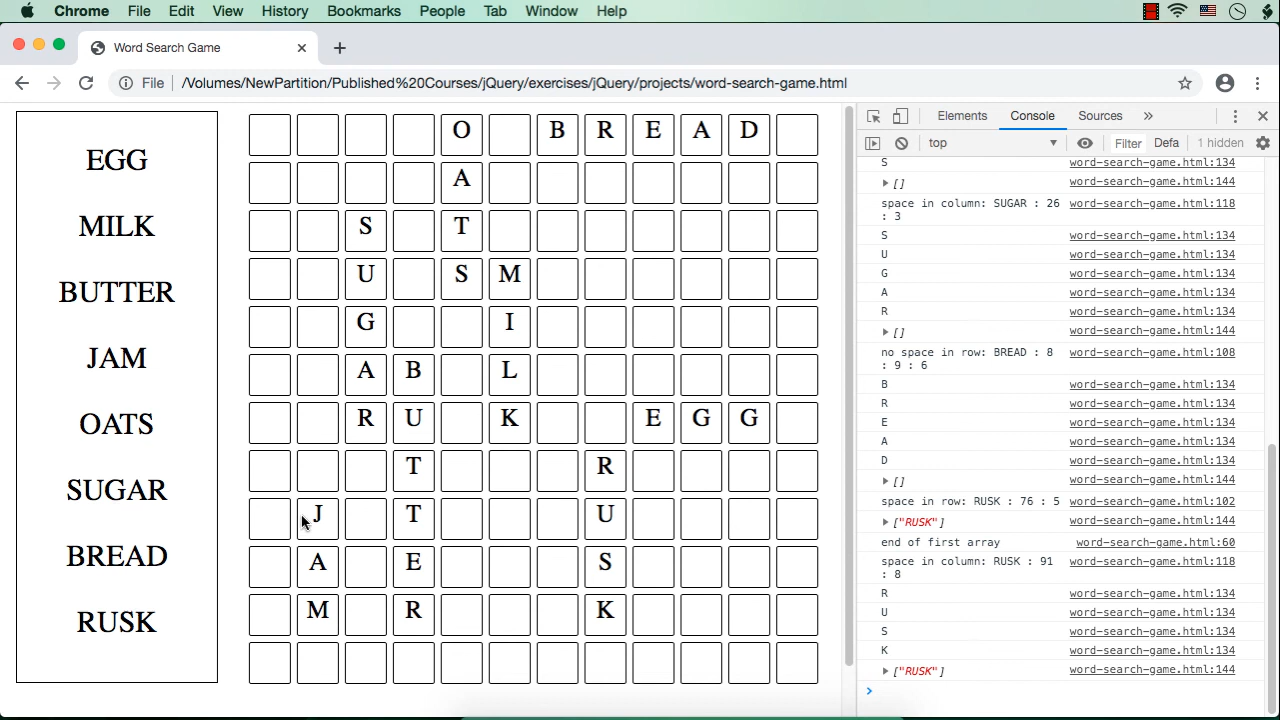 Chrome File Edit View History Bookmarks People Tab Window Help
Word Search Game
File /Volumes/NewPartition/Published%20Courses/jQuery/exercises/jQuery/projects/word-search-game.html
EGG
MILK
BUTTER
JAM
OATS
SUGAR
BREAD
RUSK
O B R E A D
A
S T
U S M
G I
A B L
R U K E G G
T R
J T U
A E S
M R K
Elements Console Sources »
top Filter Defa 1 hidden
S word-search-game.html:134
[] word-search-game.html:144
space in column: SUGAR : 26 word-search-game.html:118
: 3
S word-search-game.html:134
U word-search-game.html:134
G word-search-game.html:134
A word-search-game.html:134
R word-search-game.html:134
[] word-search-game.html:144
no space in row: BREAD : 8 word-search-game.html:108
: 9 : 6
B word-search-game.html:134
R word-search-game.html:134
E word-search-game.html:134
A word-search-game.html:134
D word-search-game.html:134
[] word-search-game.html:144
space in row: RUSK : 76 : 5 word-search-game.html:102
["RUSK"] word-search-game.html:144
end of first array word-search-game.html:60
space in column: RUSK : 91 word-search-game.html:118
: 8
R word-search-game.html:134
U word-search-game.html:134
S word-search-game.html:134
K word-search-game.html:134
["RUSK"] word-search-game.html:144